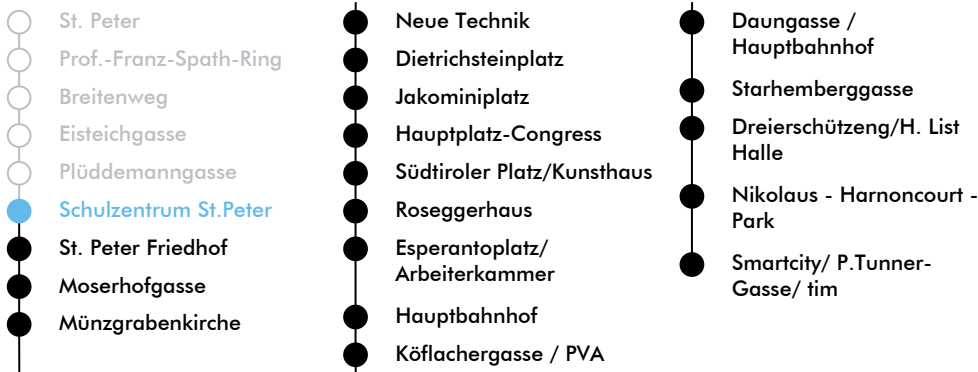 St. Peter
Prof.-Franz-Spath-Ring
Breitenweg
Eisteichgasse
Plüddemanngasse
Schulzentrum St.Peter
St. Peter Friedhof
Moserhofgasse
Münzgrabenkirche
Neue Technik
Dietrichsteinplatz
Jakominiplatz
Hauptplatz-Congress
Südtiroler Platz/Kunsthaus
Roseggerhaus
Esperantoplatz/
Arbeiterkammer
Hauptbahnhof
Köflachergasse / PVA
Daungasse /
Hauptbahnhof
Starhemberggasse
Dreierschützeng/H. List
Halle
Nikolaus - Harnoncourt -
Park
Smartcity/ P.Tunner-
Gasse/ tim